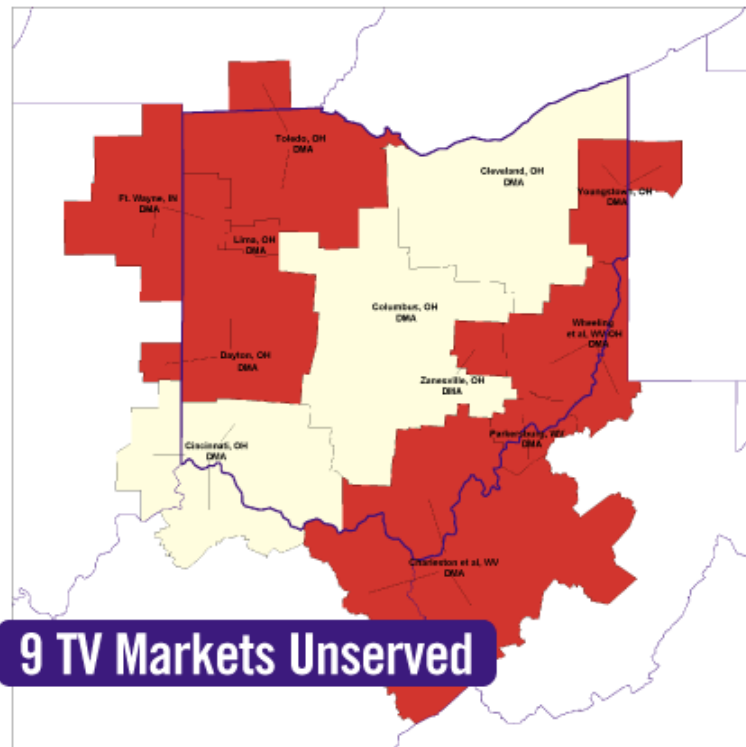 Toledo, OH
DMA
Cleveland, OH
DMA
Ft. Wayne, IN
DMA
Youngstown, OH
DMA
Lima, OH
DMA
Columbus, OH
DMA
Wheeling
et al, WV-OH
DMA
Dayton, OH
DMA
Zanesville, OH
DMA
Parkersburg, WV
DMA
Cincinnati, OH
DMA
Charleston et al, WV
DMA
9 TV Markets Unserved